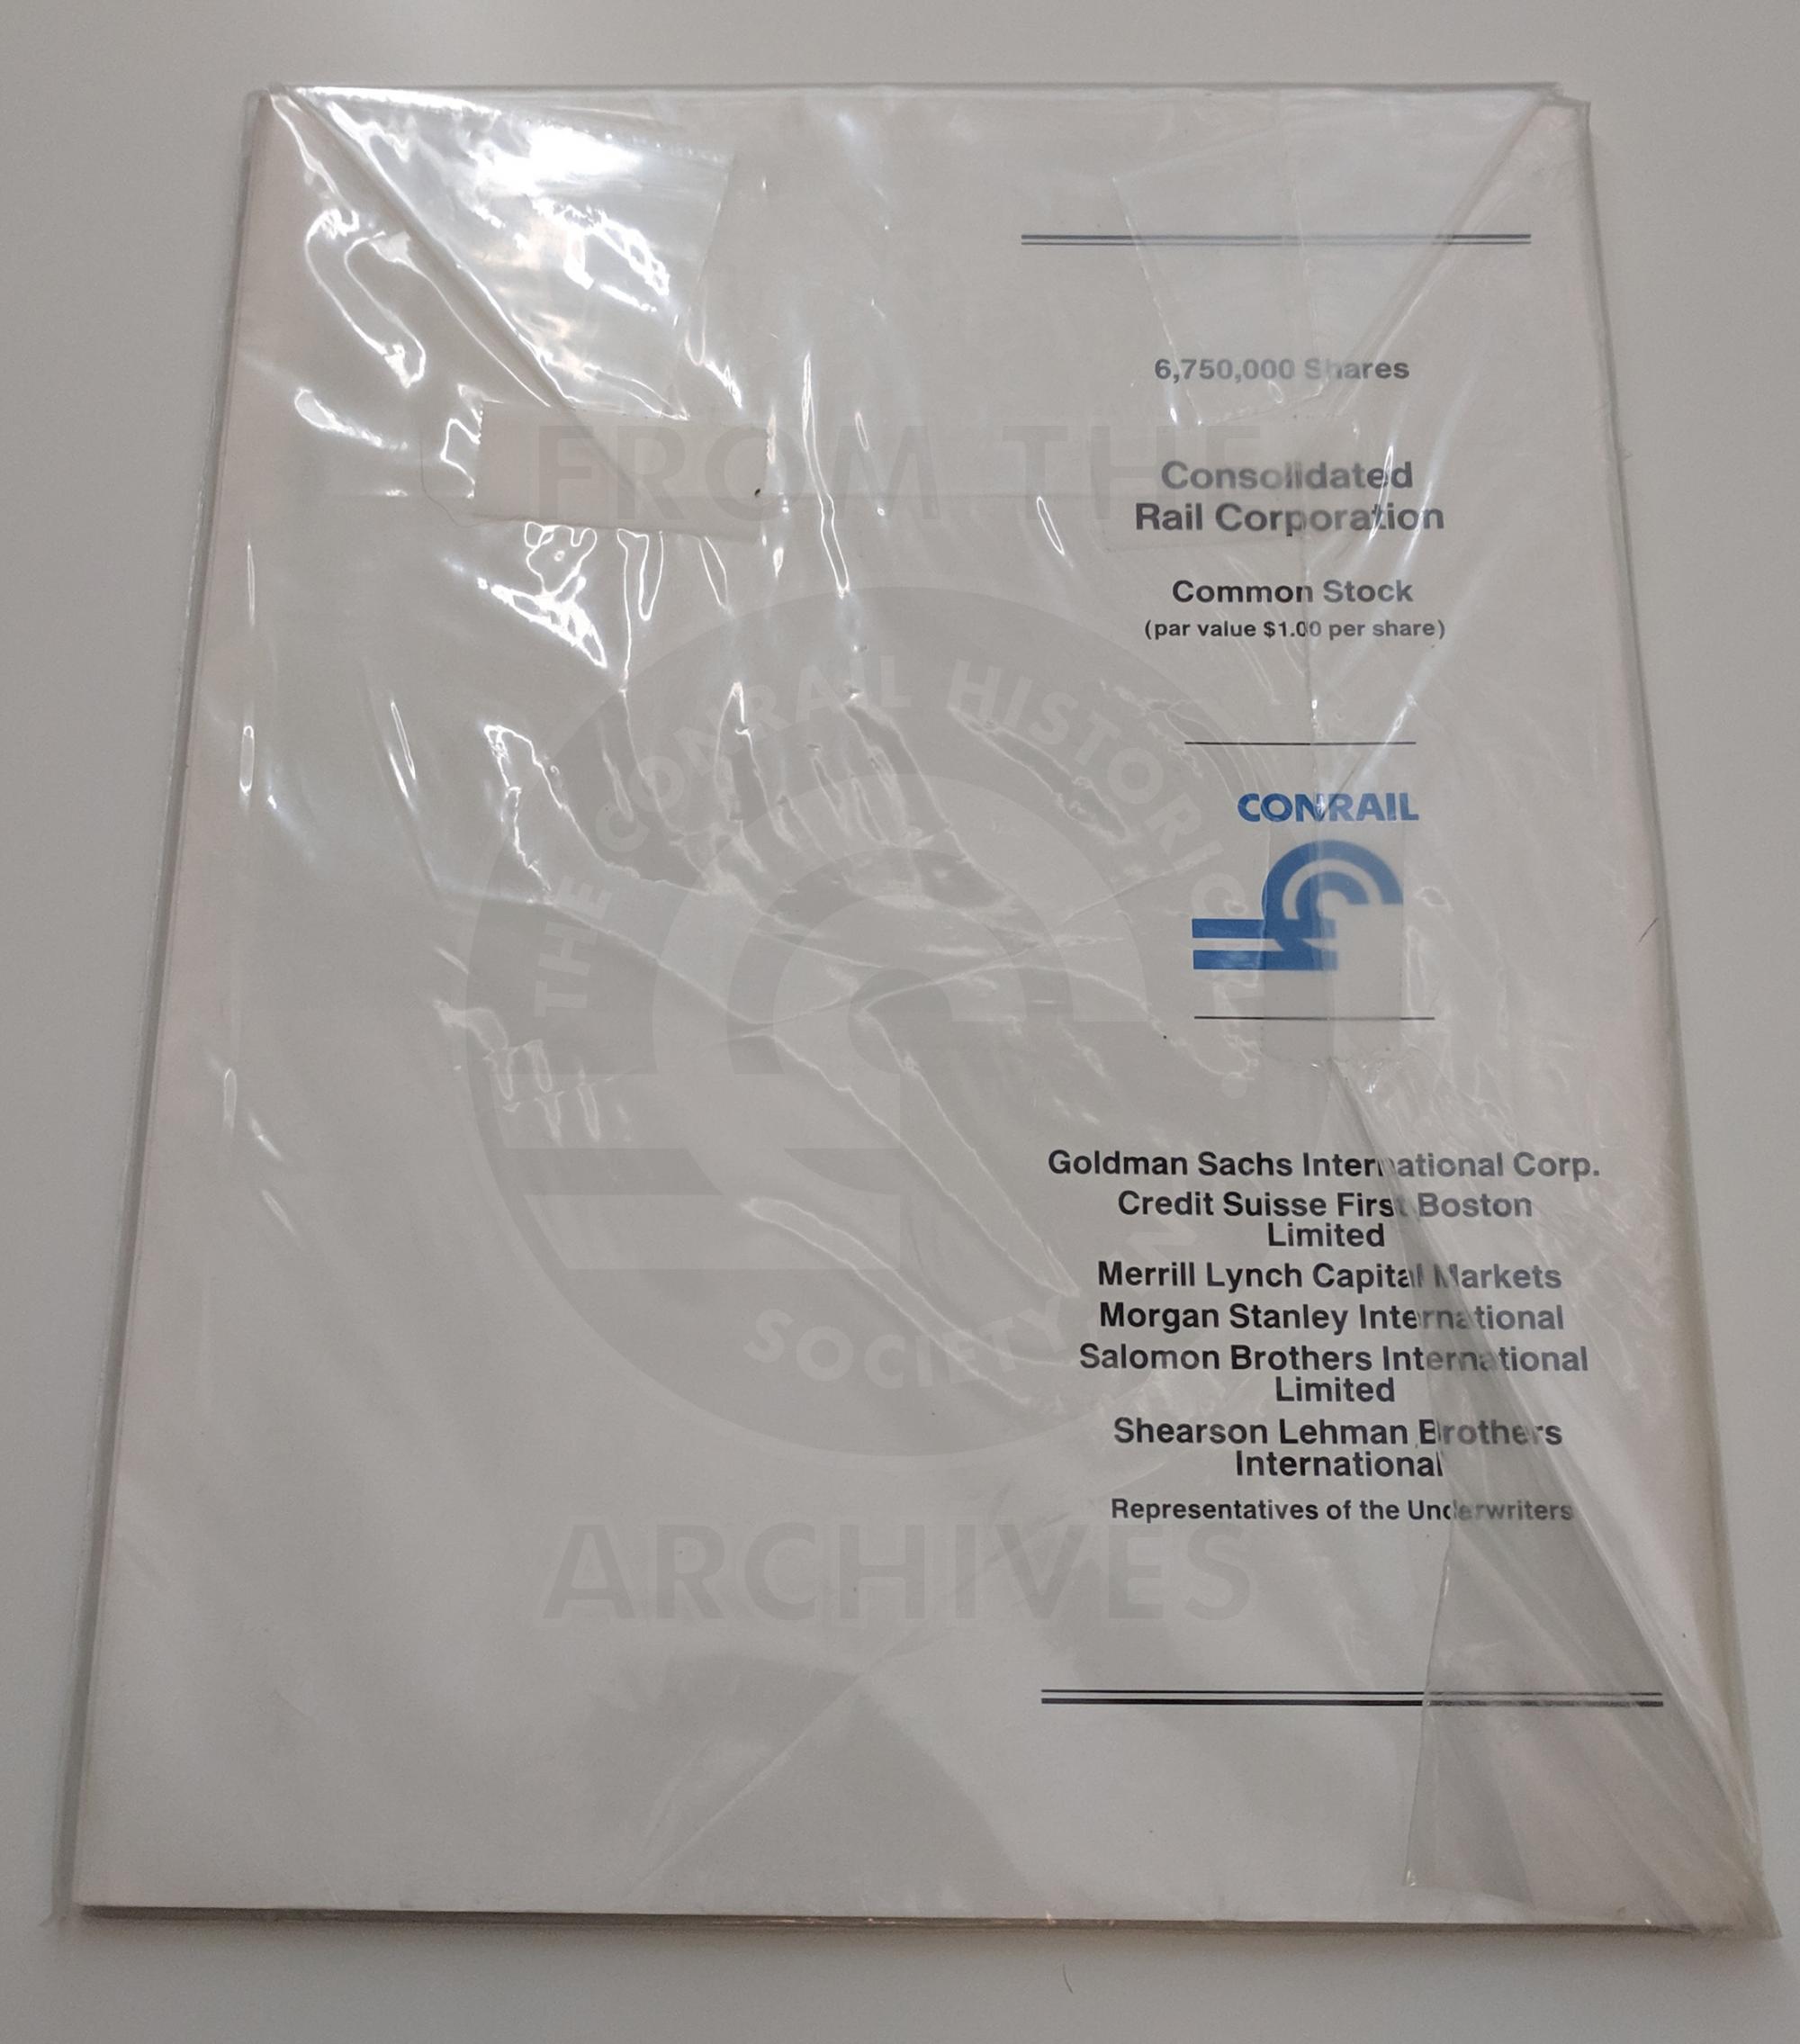 6,750,000 Shares
Consolidated
Rail Corporation
Common Stock
(par value $1.00 per share)
CONRAIL
Goldman Sachs International Corp.
Credit Suisse First Boston
Limited
Merrill Lynch Capital Markets
Morgan Stanley International
Salomon Brothers International
Limited
Shearson Lehman Brothers
International
Representatives of the Underwriters
FROM THE
THE CONRAIL HISTORICAL
SOCIETY, INC.
ARCHIVES